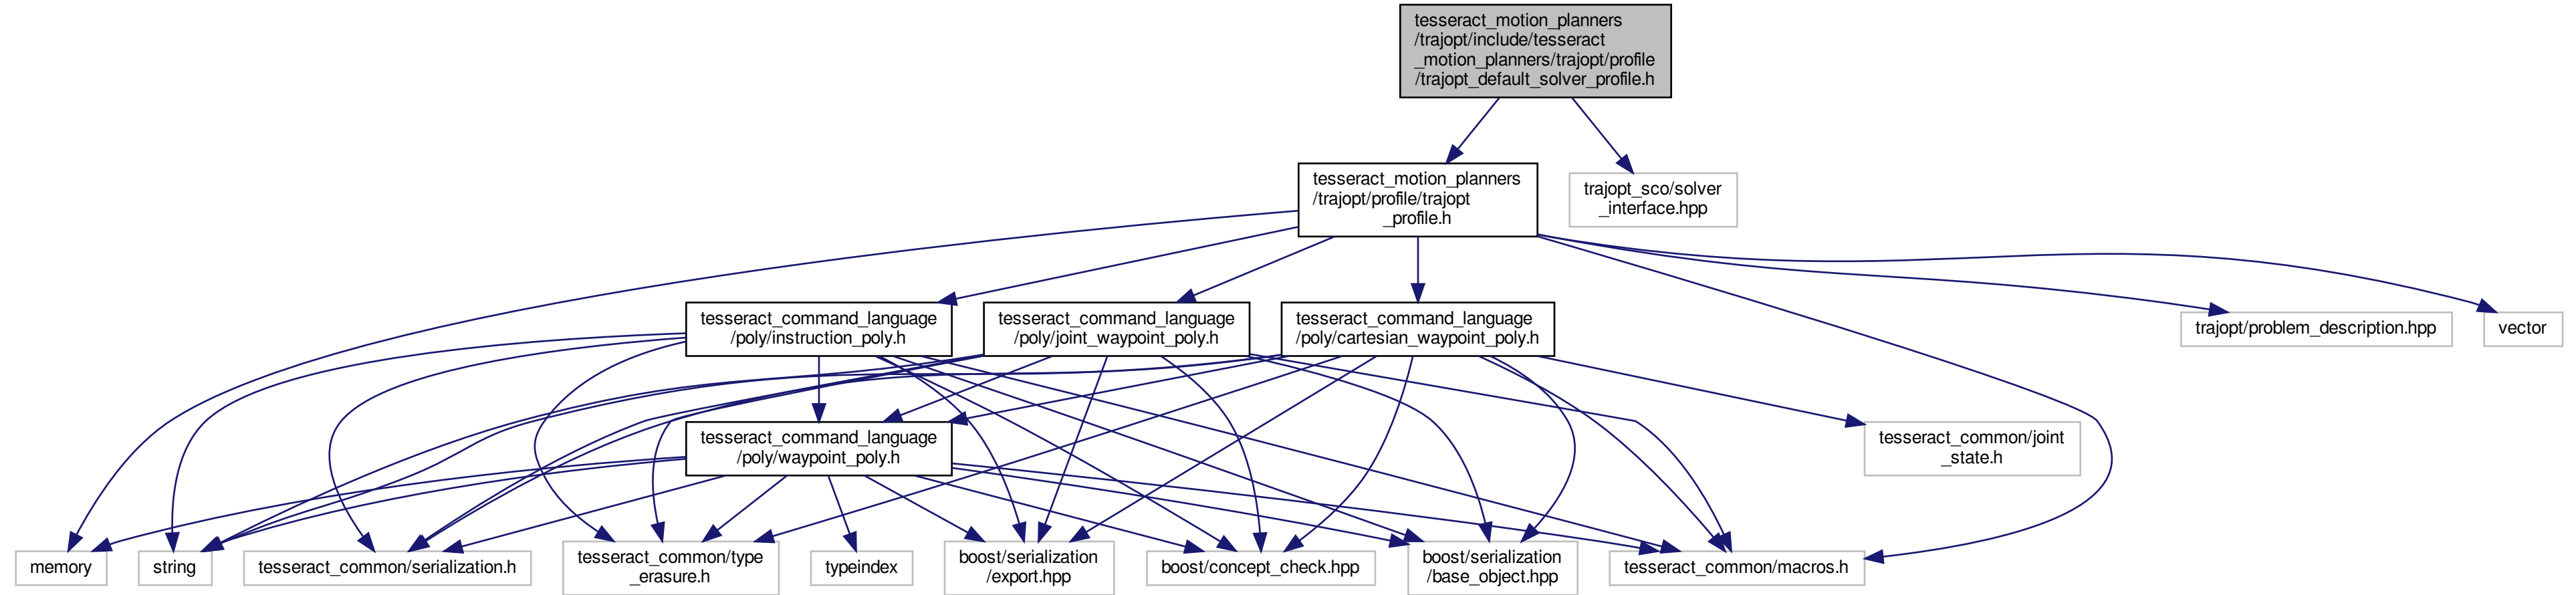 tesseract_motion_planners
/trajopt/include/tesseract
_motion_planners/trajopt/profile
/trajopt_default_solver_profile.h
tesseract_motion_planners
/trajopt/profile/trajopt
_profile.h
trajopt_sco/solver
_interface.hpp
tesseract_command_language
/poly/instruction_poly.h
tesseract_command_language
/poly/joint_waypoint_poly.h
tesseract_command_language
/poly/cartesian_waypoint_poly.h
trajopt/problem_description.hpp
vector
tesseract_command_language
/poly/waypoint_poly.h
tesseract_common/joint
_state.h
memory
string
tesseract_common/serialization.h
tesseract_common/type
_erasure.h
typeindex
boost/serialization
/export.hpp
boost/concept_check.hpp
boost/serialization
/base_object.hpp
tesseract_common/macros.h